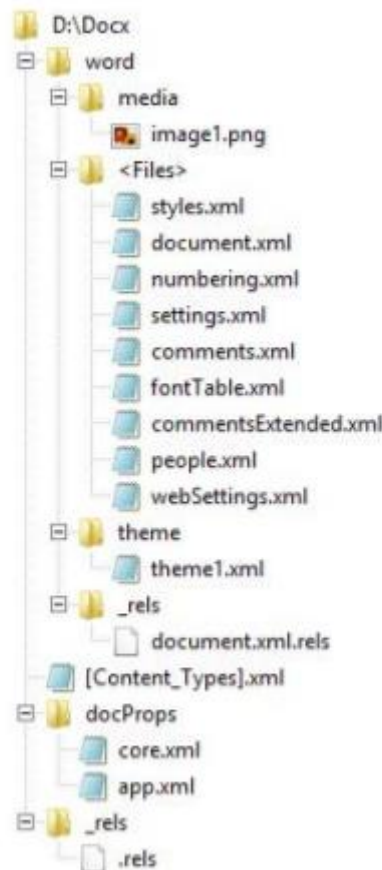 D:\Docx
word
media
image1.png
<Files>
styles.xml
document.xml
numbering.xml
settings.xml
comments.xml
fontTable.xml
commentsExtended.xml
people.xml
webSettings.xml
theme
theme1.xml
_rels
document.xml.rels
[Content_Types].xml
docProps
core.xml
app.xml
_rels
.rels